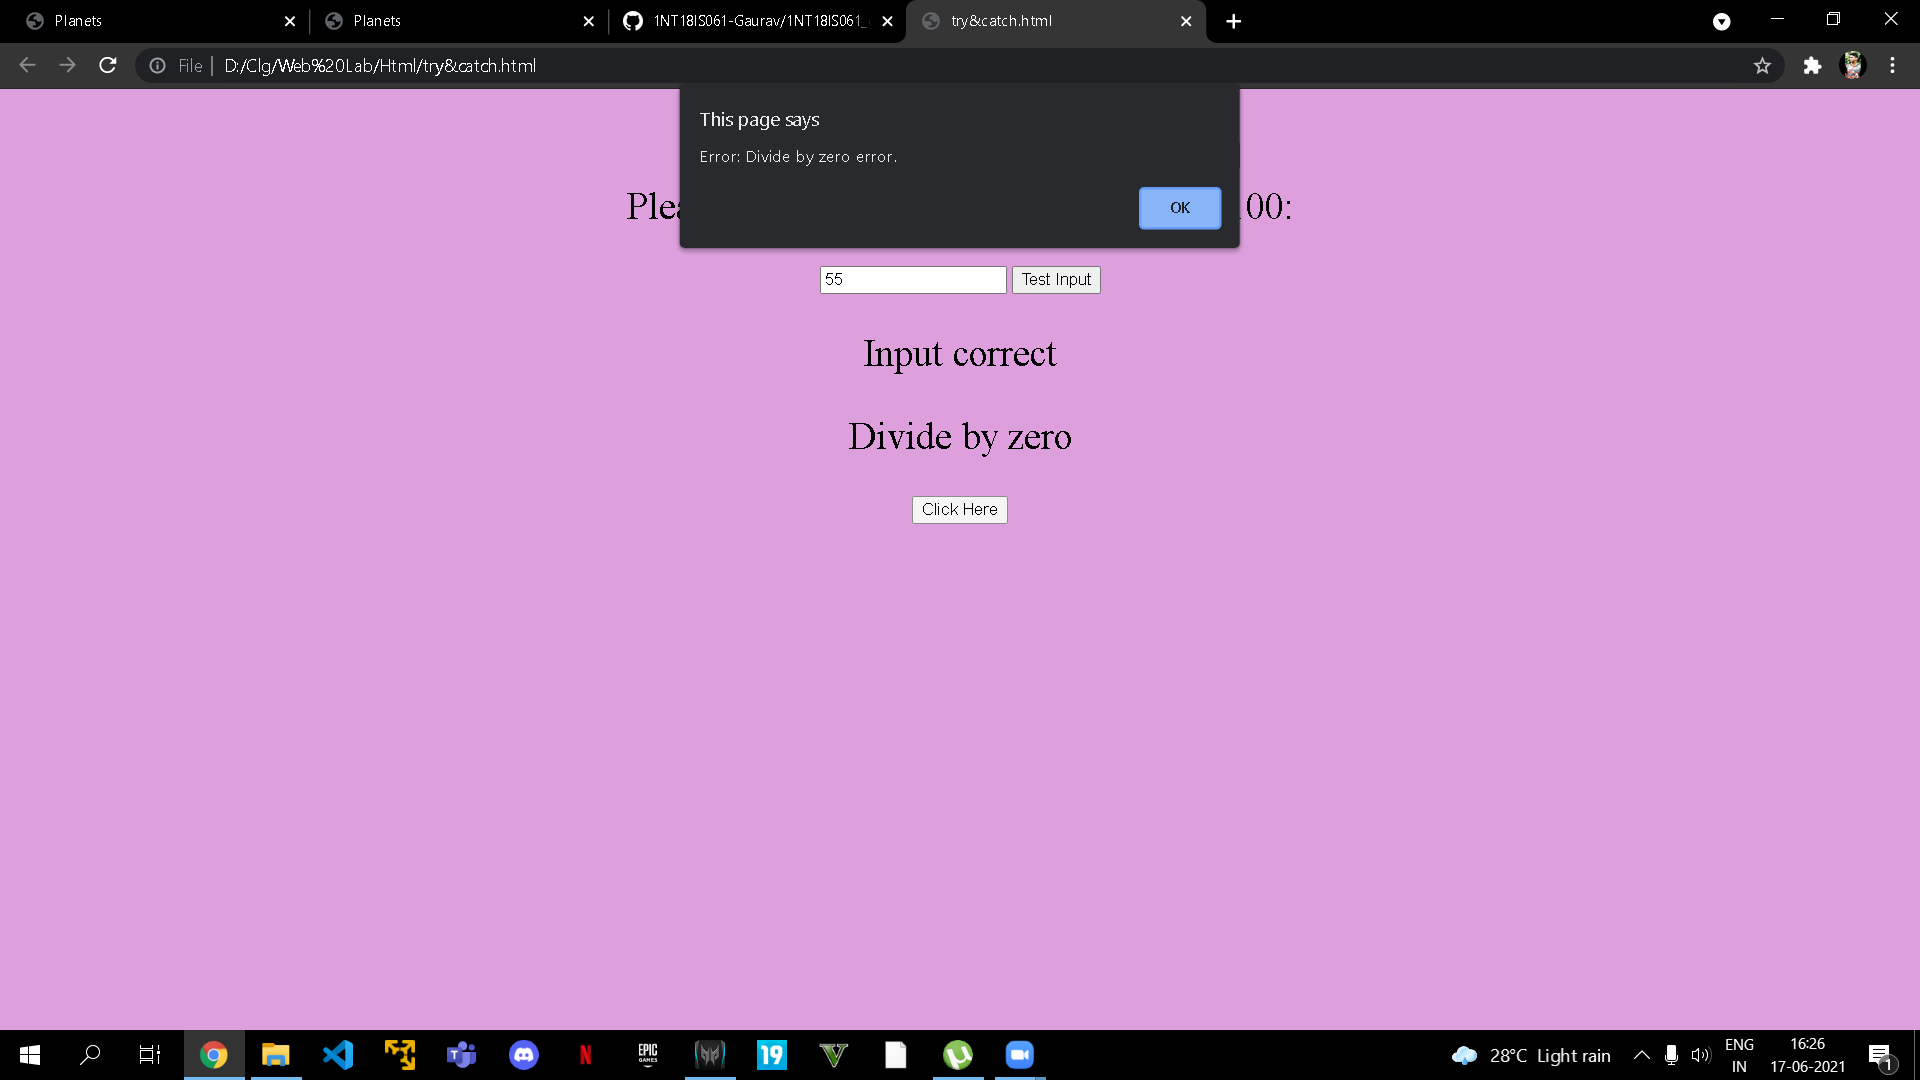 Planets
Planets
1NT18IS061-Gaurav/1NT18IS061_
try&catch.html
File | D:/Clg/Web%20Lab/Html/try&catch.html
This page says
Error: Divide by zero error.
OK
00:
55
Test Input
Input correct
Divide by zero
Click Here
EPIC
GAMES
19
28°C Light rain
ENG
IN
16:26
17-06-2021
1